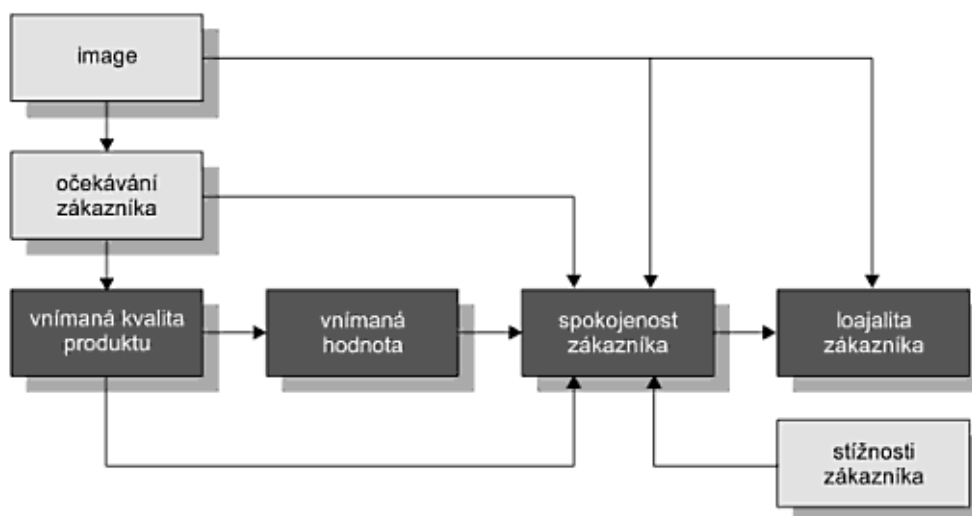 image
očekávání
zákazníka
vnímaná kvalita
produktu
vnímaná
hodnota
spokojenost
zákazníka
loajalita
zákazníka
stížnosti
zákazníka